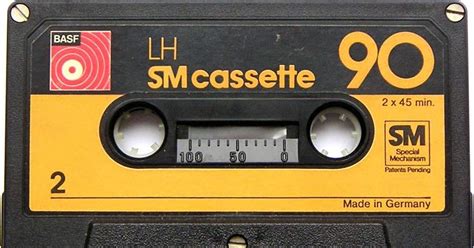 BASF
LH
SM cassette
90
2 x 45 min.
SM
Special
Mechanism
Patents Pending
100 50 0
2
Made in Germany